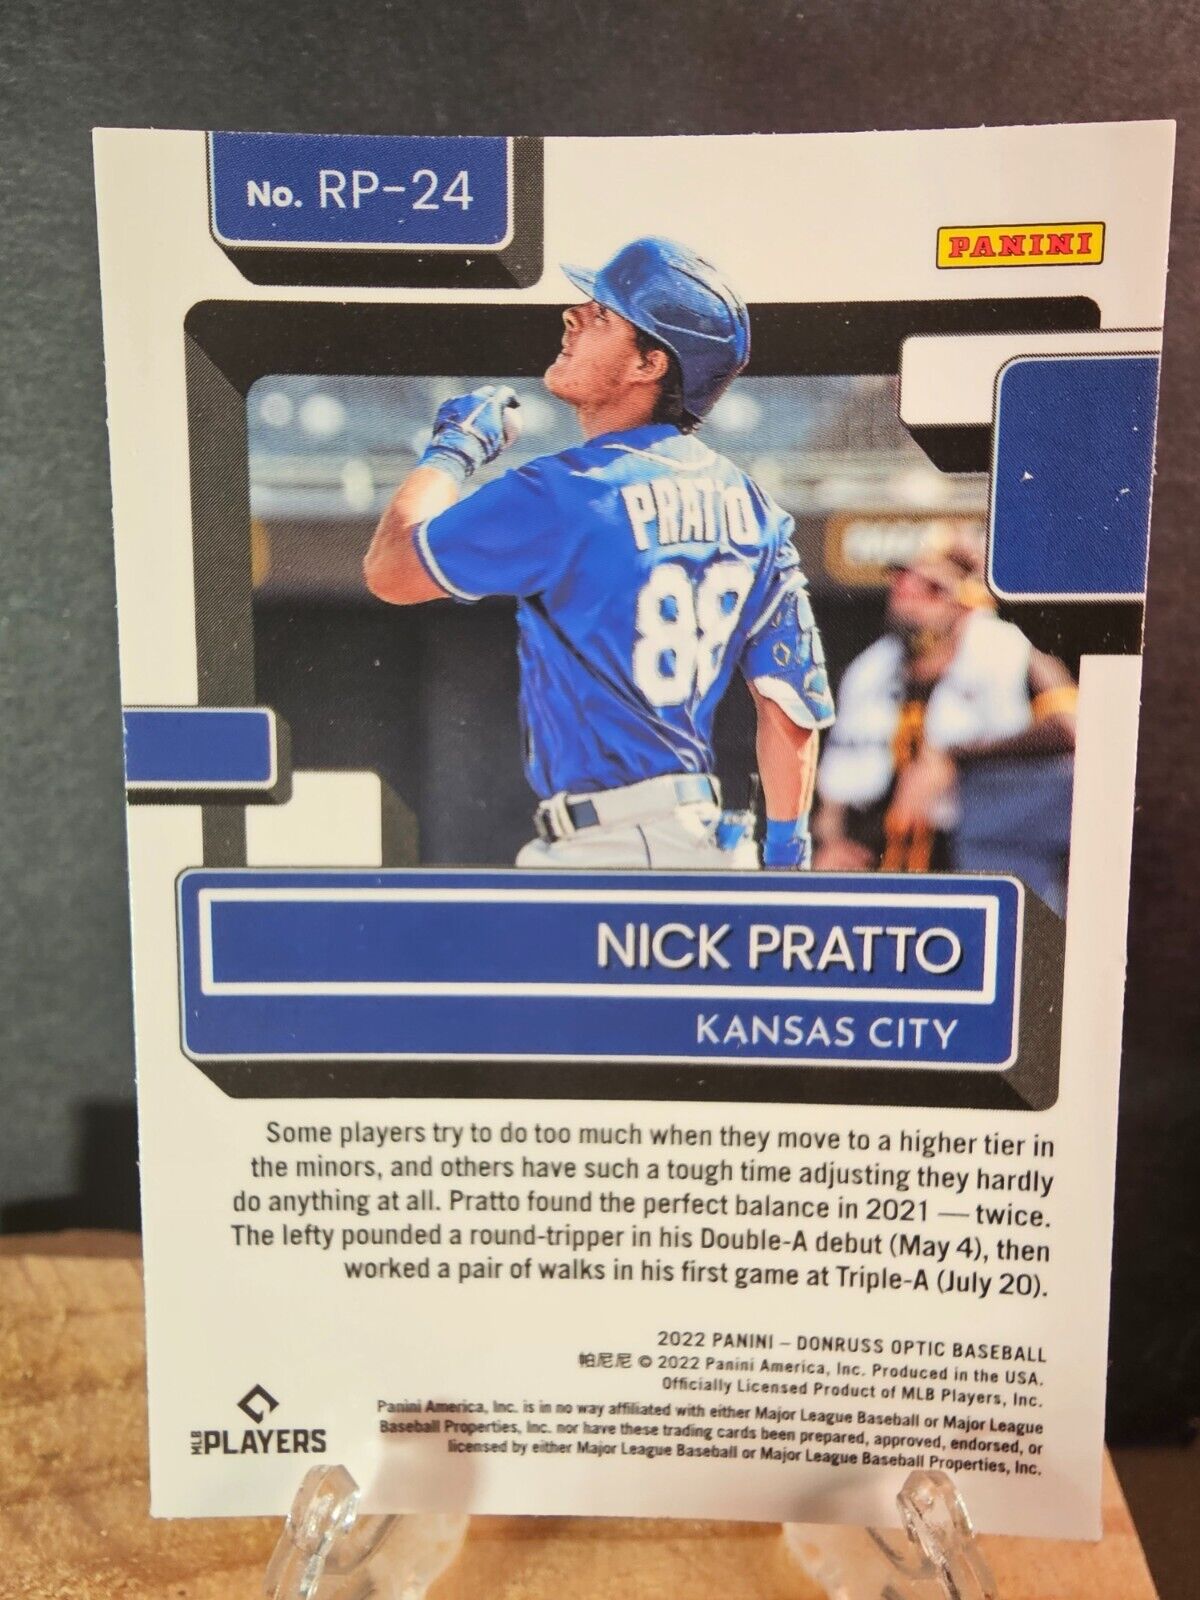 No. RP-24
PANINI
PRATTO
88
NICK PRATTO
KANSAS CITY
Some players try to do too much when they move to a higher tier in
the minors, and others have such a tough time adjusting they hardly
do anything at all. Pratto found the perfect balance in 2021 — twice.
The lefty pounded a round-tripper in his Double-A debut (May 4), then
worked a pair of walks in his first game at Triple-A (July 20).
2022 PANINI – DONRUSS OPTIC BASEBALL
帕尼尼 © 2022 Panini America, Inc. Produced in the USA.
Officially Licensed Product of MLB Players, Inc.
Panini America, Inc. is in no way affiliated with either Major League Baseball or Major League
Baseball Properties, Inc. nor have these trading cards been prepared, approved, endorsed, or
licensed by either Major League Baseball or Major League Baseball Properties, Inc.
MLB PLAYERS